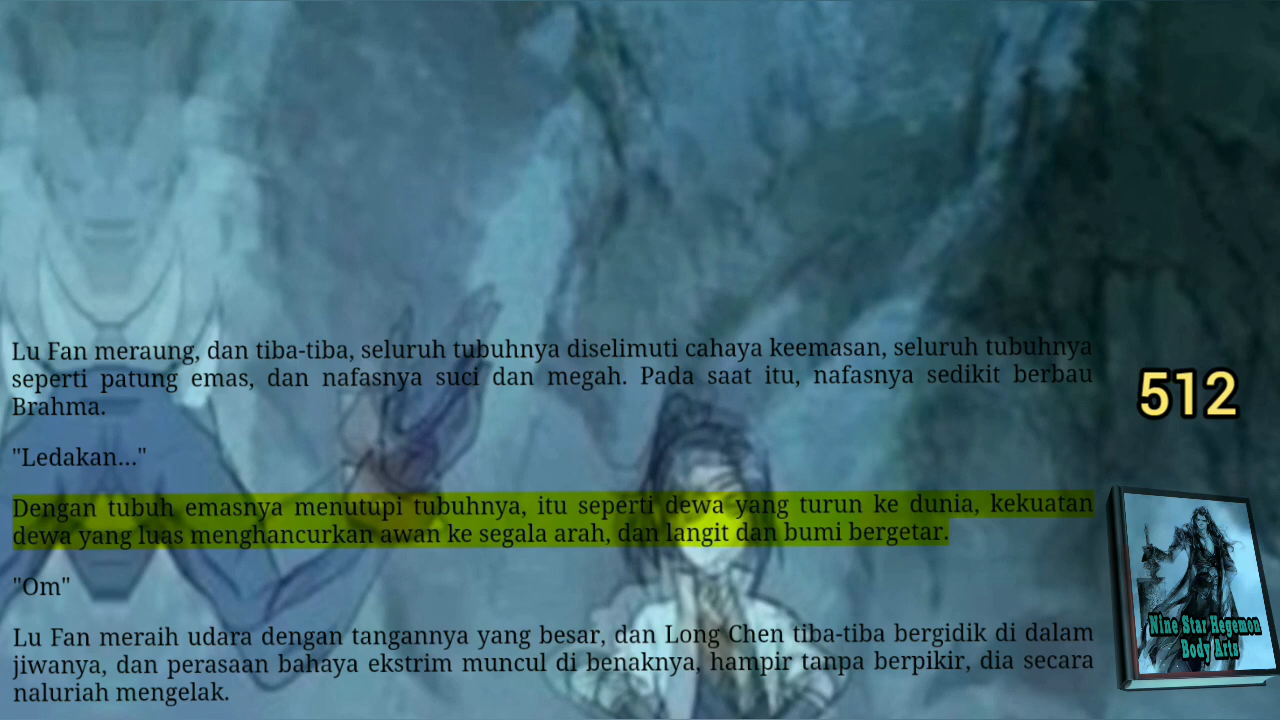 Lu Fan meraung, dan tiba-tiba, seluruh tubuhnya diselimuti cahaya keemasan, seluruh tubuhnya
seperti patung emas, dan nafasnya suci dan megah. Pada saat itu, nafasnya sedikit berbau
Brahma.
"Ledakan..."
Dengan tubuh emasnya menutupi tubuhnya, itu seperti dewa yang turun ke dunia, kekuatan
dewa yang luas menghancurkan awan ke segala arah, dan langit dan bumi bergetar.
"Om"
Lu Fan meraih udara dengan tangannya yang besar, dan Long Chen tiba-tiba bergidik di dalam
jiwanya, dan perasaan bahaya ekstrim muncul di benaknya, hampir tanpa berpikir, dia secara
naluriah mengelak.
512
Nine Star Hegemon
Body Arts